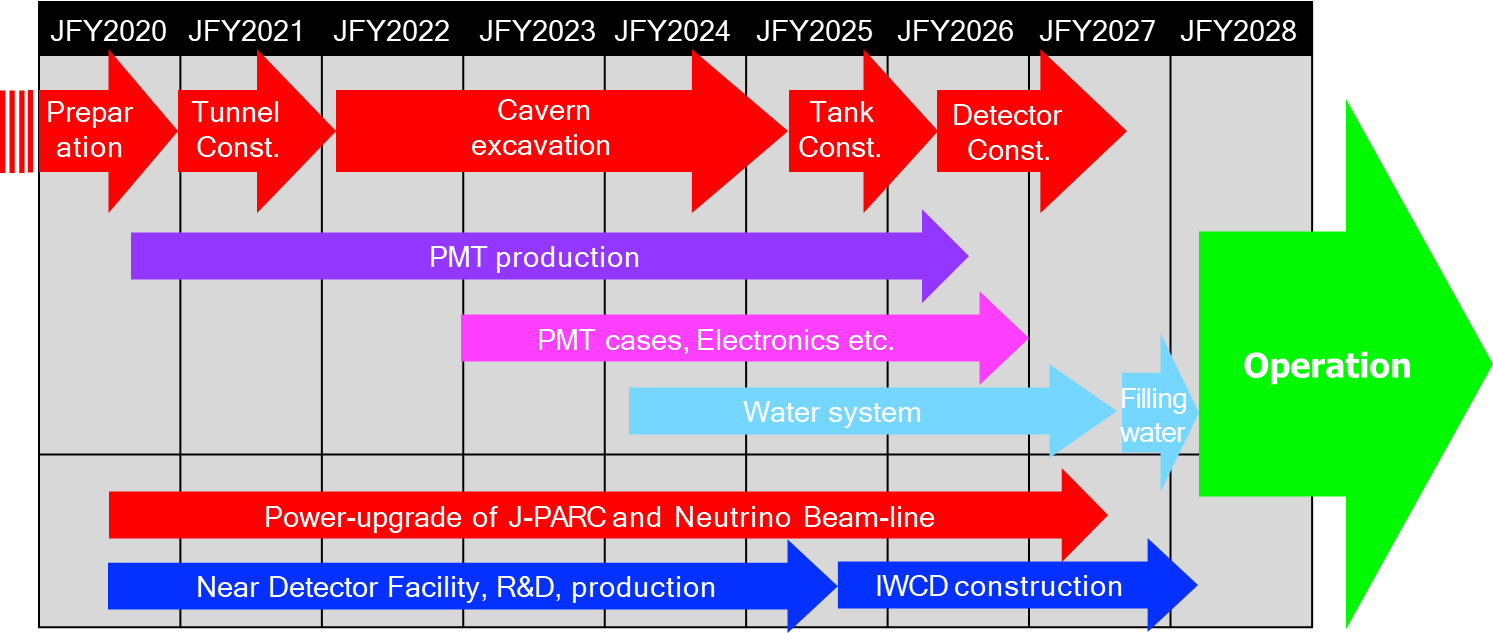 JFY2020 JFY2021 JFY2022 JFY2023 JFY2024 JFY2025 JFY2026 JFY2027 JFY2028
Prepar
ation
Tunnel
Const.
Cavern
excavation
Tank
Const.
Detector
Const.
PMT production
PMT cases, Electronics etc.
Water system
Filling
water
Operation
Power-upgrade of J-PARC and Neutrino Beam-line
Near Detector Facility, R&D, production
IWCD construction